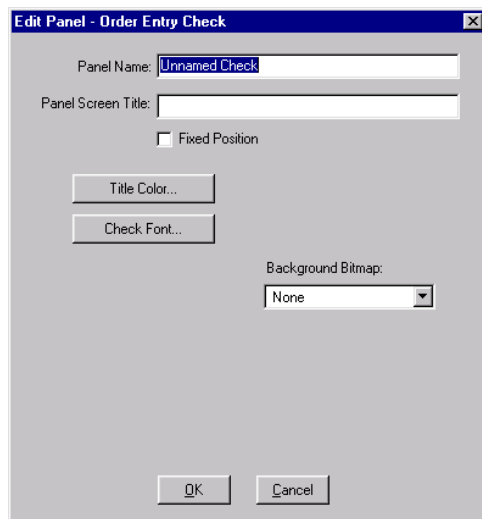 Edit Panel - Order Entry Check
Panel Name: Unnamed Check
Panel Screen Title:
Fixed Position
Title Color...
Check Font...
Background Bitmap:
None
OK Cancel